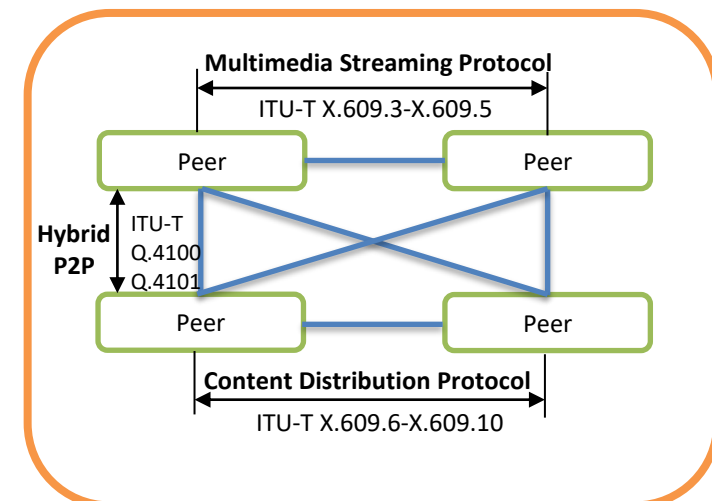 Multimedia Streaming Protocol
ITU-T X.609.3-X.609.5
Peer
Peer
Hybrid
P2P
ITU-T
Q.4100
Q.4101
Peer
Peer
Content Distribution Protocol
ITU-T X.609.6-X.609.10